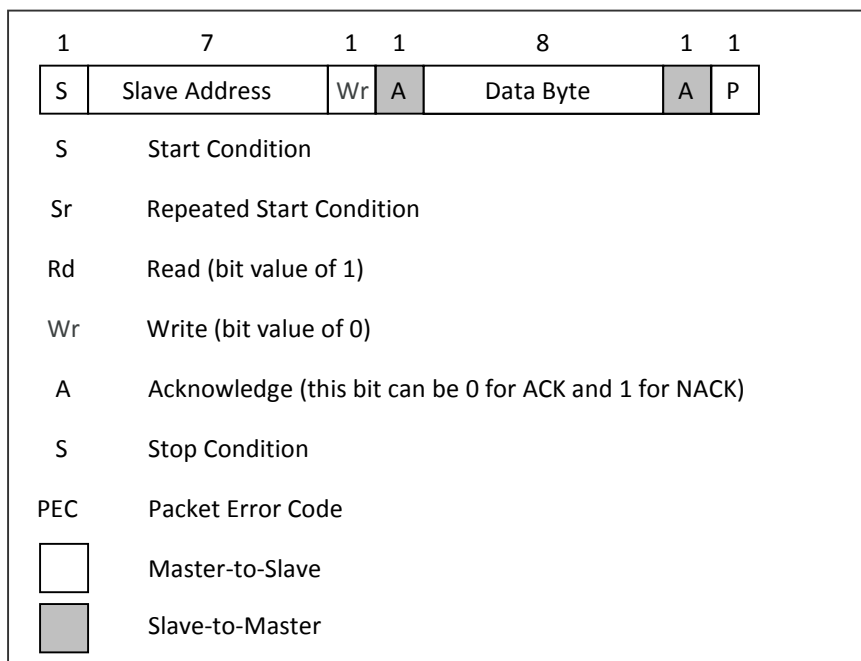 1 7 1 1 8 1 1
S Slave Address Wr A Data Byte A P
S Start Condition
Sr Repeated Start Condition
Rd Read (bit value of 1)
Wr Write (bit value of 0)
A Acknowledge (this bit can be 0 for ACK and 1 for NACK)
S Stop Condition
PEC Packet Error Code
Master-to-Slave
Slave-to-Master